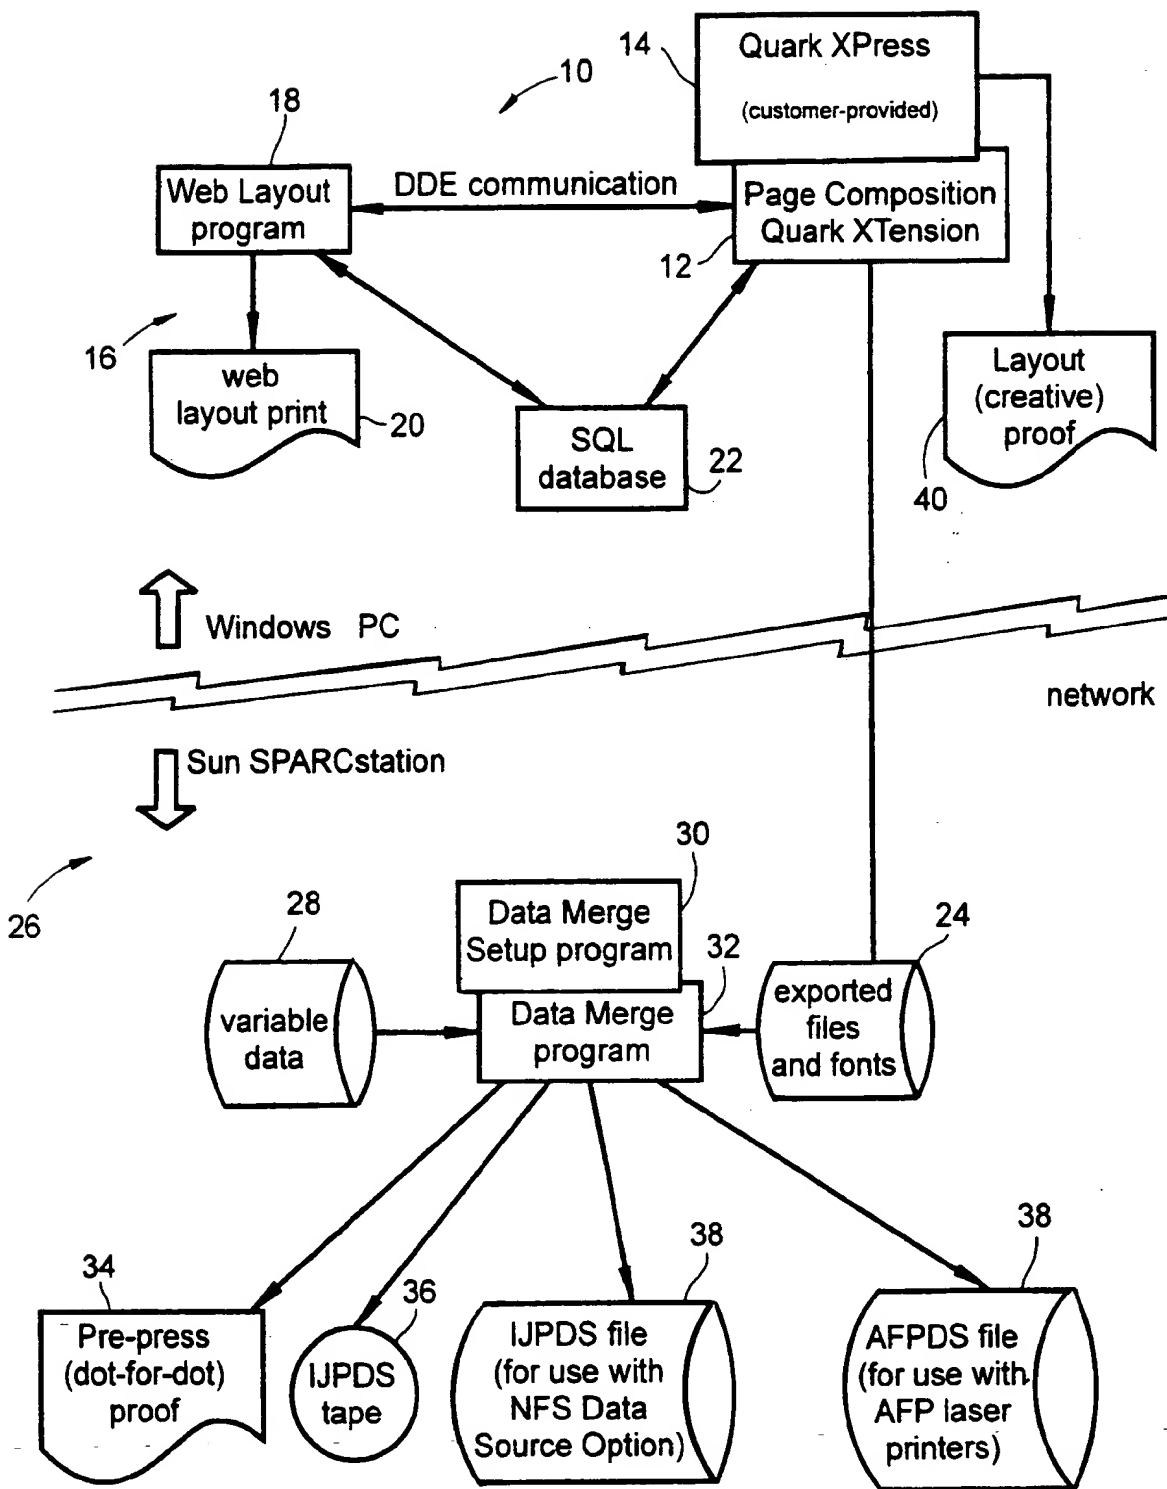 14
Quark XPress
(customer-provided)
10
18
Web Layout
program
DDE communication
Page Composition
Quark XTension
12
16
web
layout print
20
SQL
database
22
Layout
(creative)
proof
40
Windows PC
network
Sun SPARCstation
26
30
Data Merge
Setup program
28
variable
data
32
Data Merge
program
24
exported
files
and fonts
34
Pre-press
(dot-for-dot)
proof
36
IJPDS
tape
38
IJPDS file
(for use with
NFS Data
Source Option)
38
AFPDS file
(for use with
AFP laser
printers)